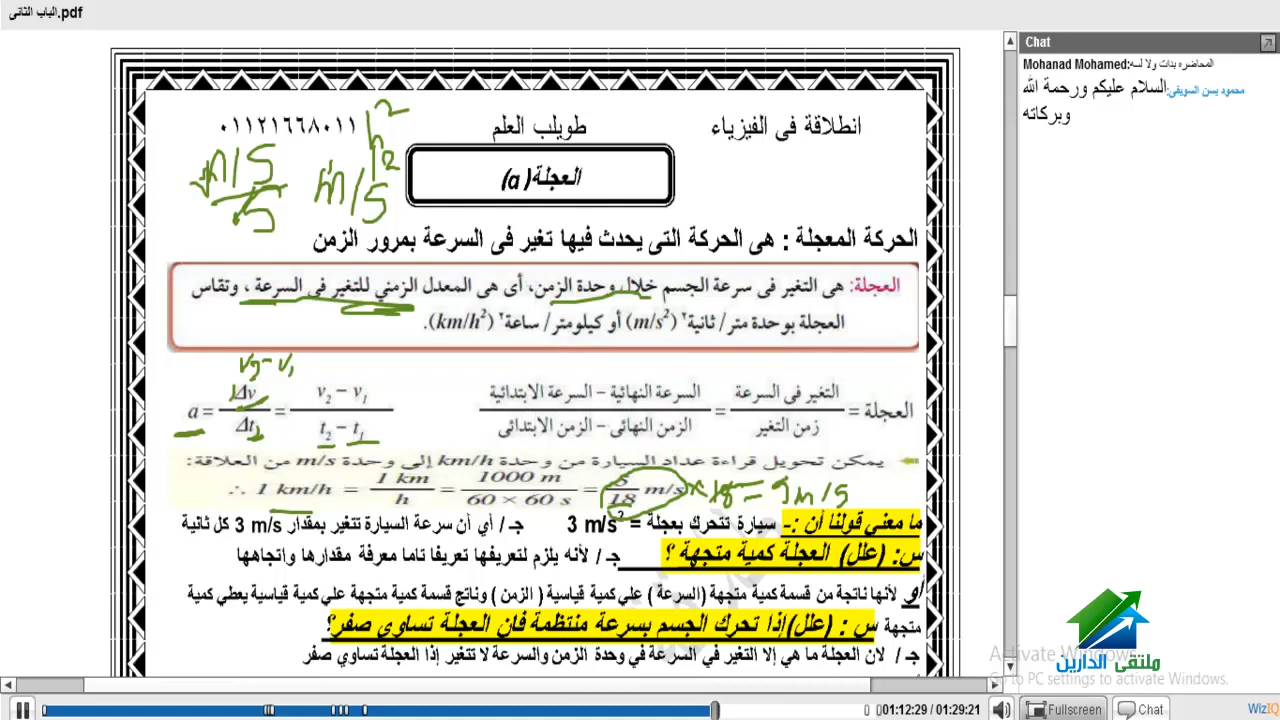 الباب الثانى.pdf
Chat
Mohanad Mohamed: المحاضره بدات ولا لسه
محمود بسن السويفى: السلام عليكم ورحمة الله
وبركاته
انطلاقة فى الفيزياء طويلب العلم ٠١١٢١٦٦٨٠١١
العجلة( a)
m/s
s
m/s
h²
الحركة المعجلة : هى الحركة التى يحدث فيها تغير فى السرعة بمرور الزمن
العجلة: هى التغير فى سرعة الجسم خلال وحدة الزمن، أى هى المعدل الزمني للتغير فى السرعة ، وتقاس
العجلة بوحدة متر/ ثانية٢ (m/s²) أو كيلومتر/ ساعة٢ (km/h²).
v₂ - v₁
العجلة = التغير فى السرعة / زمن التغير = السرعة النهائية - السرعة الابتدائية / الزمن النهائى - الزمن الابتدائى
a = Δv / Δt = v₂ − v₁ / t₂ − t₁
يمكن تحويل قراءة عداد السيارة من وحدة km/h إلى وحدة m/s من العلاقة:
∴ 1 km/h = 1 km / h = 1000 m / 60 × 60 s = 5 / 18 m/s × 18 = 5 m/s
ما معني قولنا أن :- سيارة تتحرك بعجلة = 3 m/s² جـ / أي أن سرعة السيارة تتغير بمقدار 3 m/s كل ثانية
س: (علل) العجلة كمية متجهة ؟ جـ / لأنه يلزم لتعريفها تعريفا تاما معرفة مقدارها واتجاهها
أو لأنها ناتجة من قسمة كمية متجهة (السرعة ) علي كمية قياسية ( الزمن ) وناتج قسمة كمية متجهة علي كمية قياسية يعطي كمية
متجهة س : (علل)إذا تحرك الجسم بسرعة منتظمة فان العجلة تساوى صفر؟
جـ / لان العجلة ما هي إلا التغير في السرعة في وحدة الزمن والسرعة لا تتغير إذا العجلة تساوي صفر
ملتقى الدارين
Activate Windows
Go to PC settings to activate Windows.
01:12:29 / 01:29:21 Fullscreen Chat WizIQ